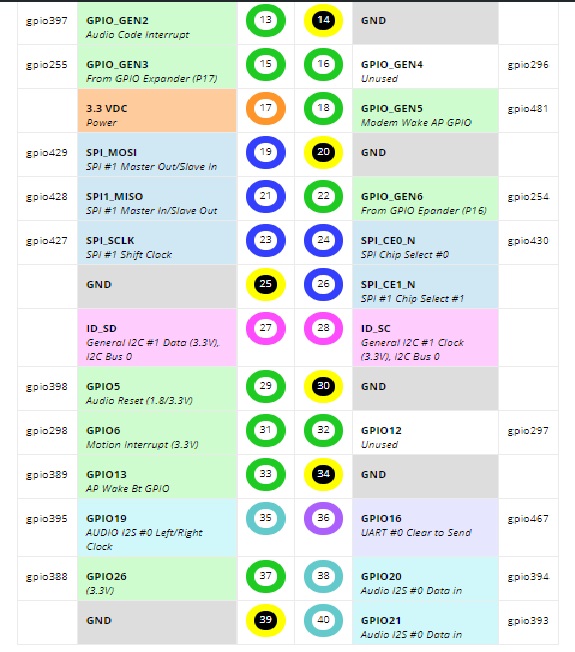 gpio397 GPIO_GEN2 13 14 GND
Audio Code Interrupt
gpio255 GPIO_GEN3 15 16 GPIO_GEN4 gpio296
From GPIO Expander (P17) Unused
3.3 VDC 17 18 GPIO_GEN5 gpio481
Power Modem Wake AP GPIO
gpio429 SPI_MOSI 19 20 GND
SPI #1 Master Out/Slave in
gpio428 SPI1_MISO 21 22 GPIO_GEN6 gpio254
SPI #1 Master in/Slave Out From GPIO Epander (P16)
gpio427 SPI_SCLK 23 24 SPI_CE0_N gpio430
SPI #1 Shift Clock SPI Chip Select #0
GND 25 26 SPI_CE1_N
SPI #1 Chip Select #1
ID_SD 27 28 ID_SC
General I2C #1 Data (3.3V), General I2C #1 Clock
I2C Bus 0 (3.3V), I2C Bus 0
gpio398 GPIO5 29 30 GND
Audio Reset (1.8/3.3V)
gpio298 GPIO6 31 32 GPIO12 gpio297
Motion Interrupt (3.3V) Unused
gpio389 GPIO13 33 34 GND
AP Wake Bt GPIO
gpio395 GPIO19 35 36 GPIO16 gpio467
AUDIO I2S #0 Left/Right UART #0 Clear to Send
Clock
gpio388 GPIO26 37 38 GPIO20 gpio394
(3.3V) Audio I2S #0 Data in
GND 39 40 GPIO21 gpio393
Audio I2S #0 Data in